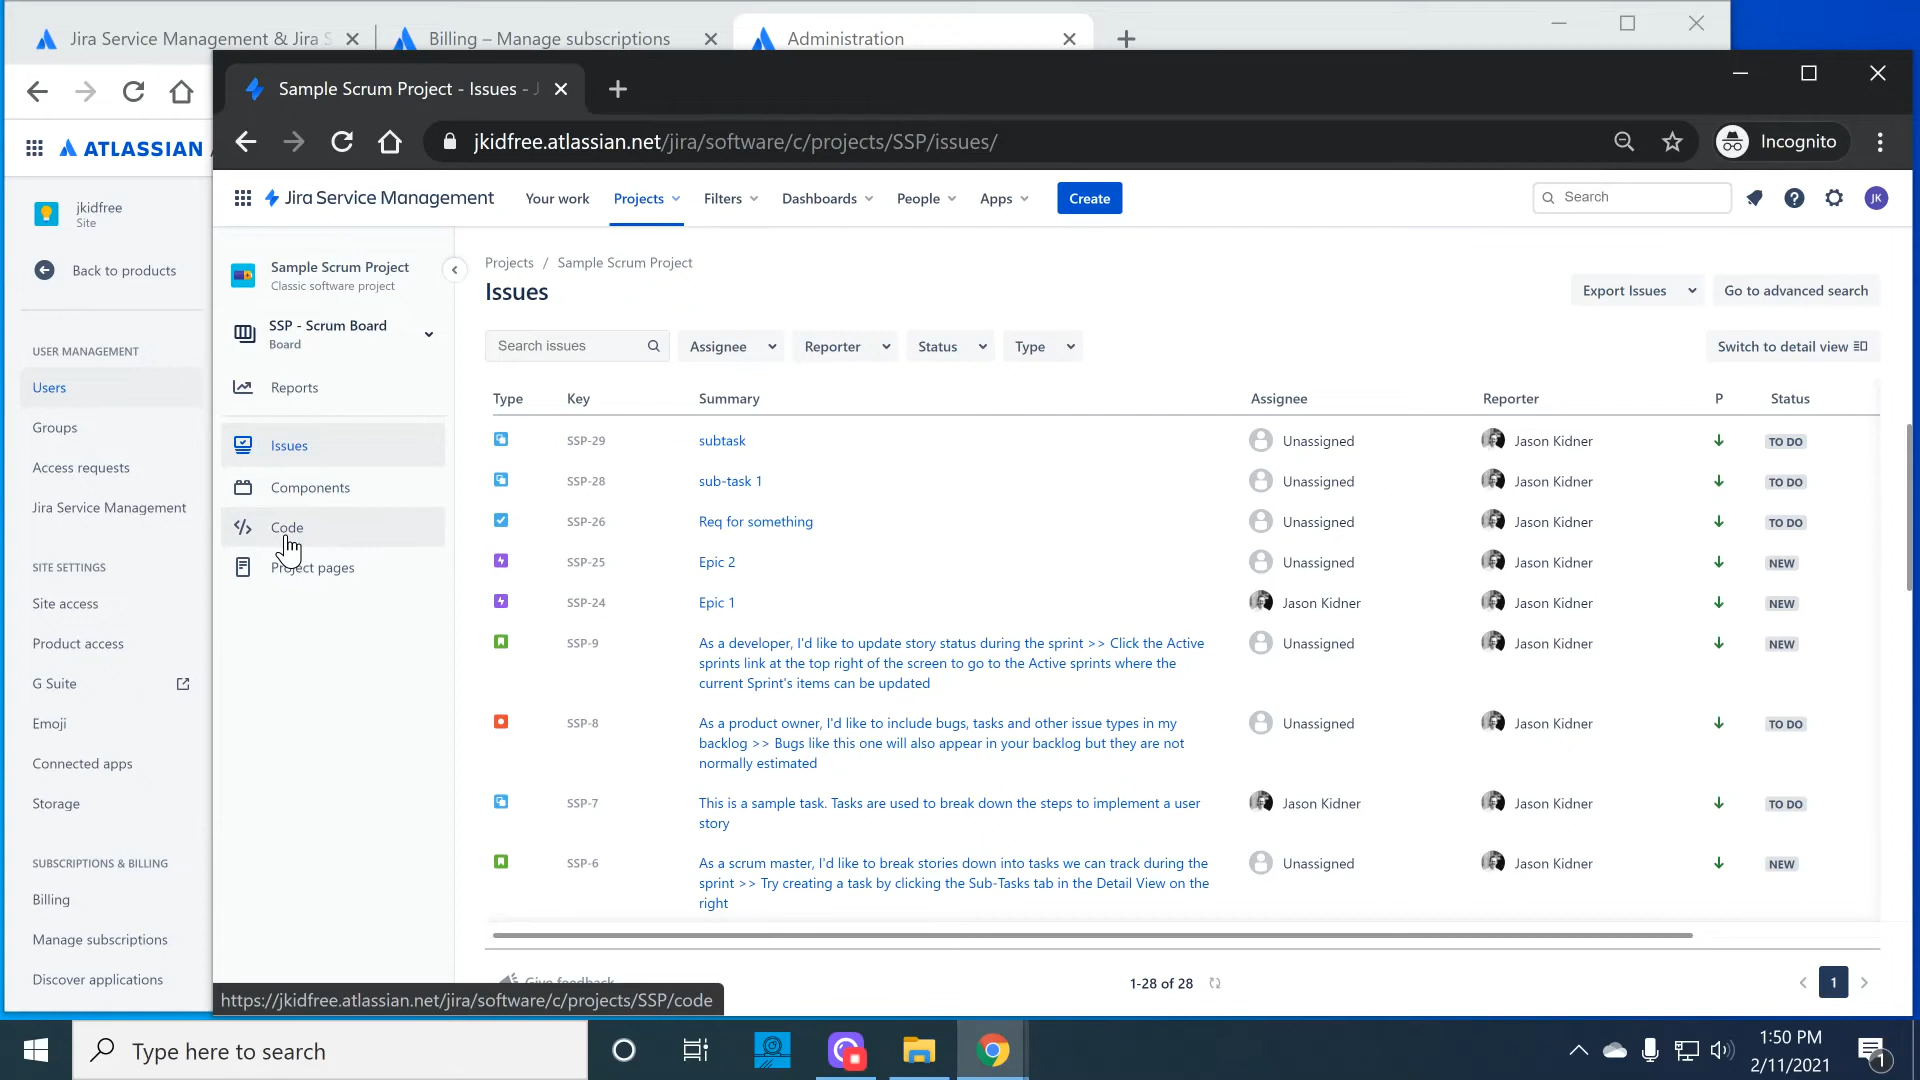 Jira Service Management & Jira S
Billing – Manage subscriptions
Administration
Sample Scrum Project - Issues - J
jkidfree.atlassian.net/jira/software/c/projects/SSP/issues/
Incognito
ATLASSIAN
jkidfree
Site
Back to products
USER MANAGEMENT
Users
Groups
Access requests
Jira Service Management
SITE SETTINGS
Site access
Product access
G Suite
Emoji
Connected apps
Storage
SUBSCRIPTIONS & BILLING
Billing
Manage subscriptions
Discover applications
Jira Service Management
Your work
Projects
Filters
Dashboards
People
Apps
Create
Search
JK
Sample Scrum Project
Classic software project
SSP - Scrum Board
Board
Reports
Issues
Components
Code
Project pages
Projects / Sample Scrum Project
Issues
Export Issues
Go to advanced search
Search issues
Assignee
Reporter
Status
Type
Switch to detail view
Type Key Summary Assignee Reporter P Status
SSP-29 subtask Unassigned Jason Kidner TO DO
SSP-28 sub-task 1 Unassigned Jason Kidner TO DO
SSP-26 Req for something Unassigned Jason Kidner TO DO
SSP-25 Epic 2 Unassigned Jason Kidner NEW
SSP-24 Epic 1 Jason Kidner Jason Kidner NEW
SSP-9 As a developer, I'd like to update story status during the sprint >> Click the Active Unassigned Jason Kidner NEW
sprints link at the top right of the screen to go to the Active sprints where the
current Sprint's items can be updated
SSP-8 As a product owner, I'd like to include bugs, tasks and other issue types in my Unassigned Jason Kidner TO DO
backlog >> Bugs like this one will also appear in your backlog but they are not
normally estimated
SSP-7 This is a sample task. Tasks are used to break down the steps to implement a user Jason Kidner Jason Kidner TO DO
story
SSP-6 As a scrum master, I'd like to break stories down into tasks we can track during the Unassigned Jason Kidner NEW
sprint >> Try creating a task by clicking the Sub-Tasks tab in the Detail View on the
right
Give feedback
1-28 of 28
1
https://jkidfree.atlassian.net/jira/software/c/projects/SSP/code
Type here to search
1:50 PM
2/11/2021
1